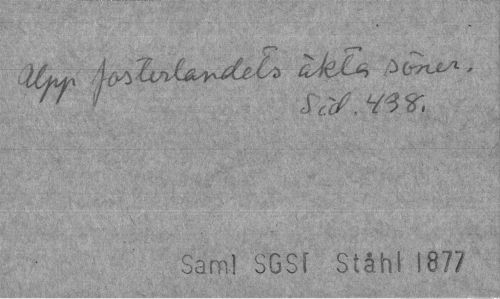 Upp fosterlandets äkta söner.
Sid. 438.
Saml SGSI Ståhl 1877